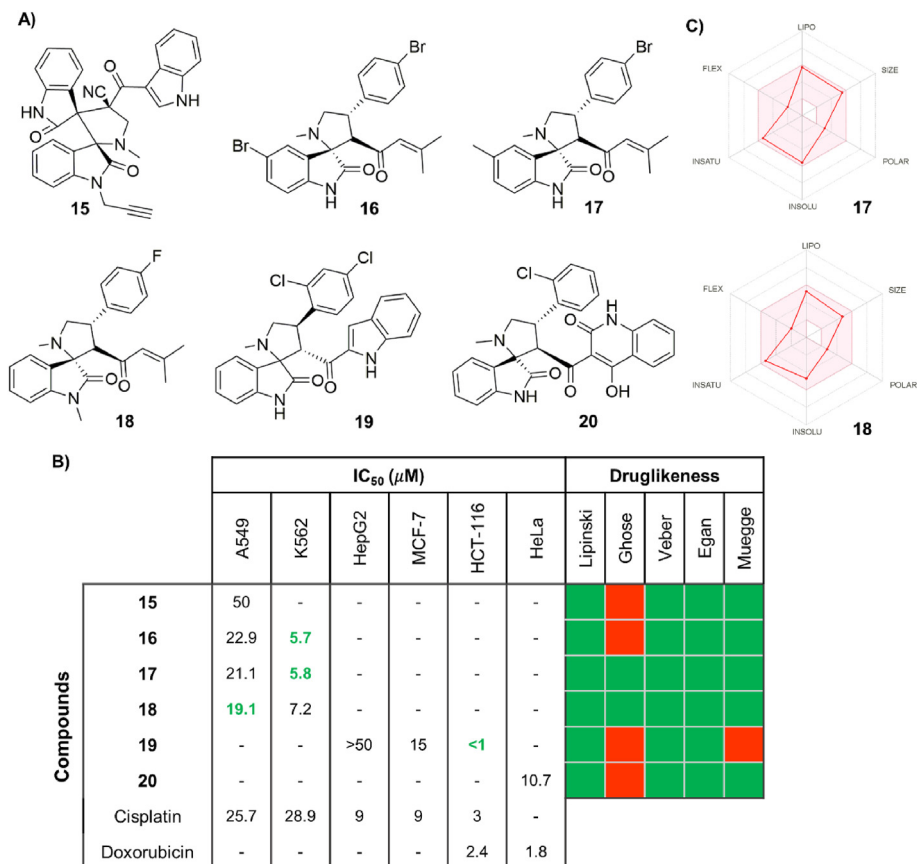 A)
O
NH
NC
HN
O
N
O
N
15
Br
N
Br
O
O
N
H
16
Br
N
O
O
N
H
17
C)
LIPO
FLEX
SIZE
INSATU
POLAR
INSOLU
17
F
N
O
O
N
18
Cl
Cl
N
N
H
O
O
N
H
19
Cl
H
N
O
N
O
O
N
H
OH
20
LIPO
FLEX
SIZE
INSATU
POLAR
INSOLU
18
B)
IC50 (μM) Druglikeness
A549 K562 HepG2 MCF-7 HCT-116 HeLa Lipinski Ghose Veber Egan Muegge
Compounds
15 50 - - - - -
16 22.9 5.7 - - - -
17 21.1 5.8 - - - -
18 19.1 7.2 - - - -
19 - - >50 15 <1 -
20 - - - - - 10.7
Cisplatin 25.7 28.9 9 9 3 -
Doxorubicin - - - - 2.4 1.8